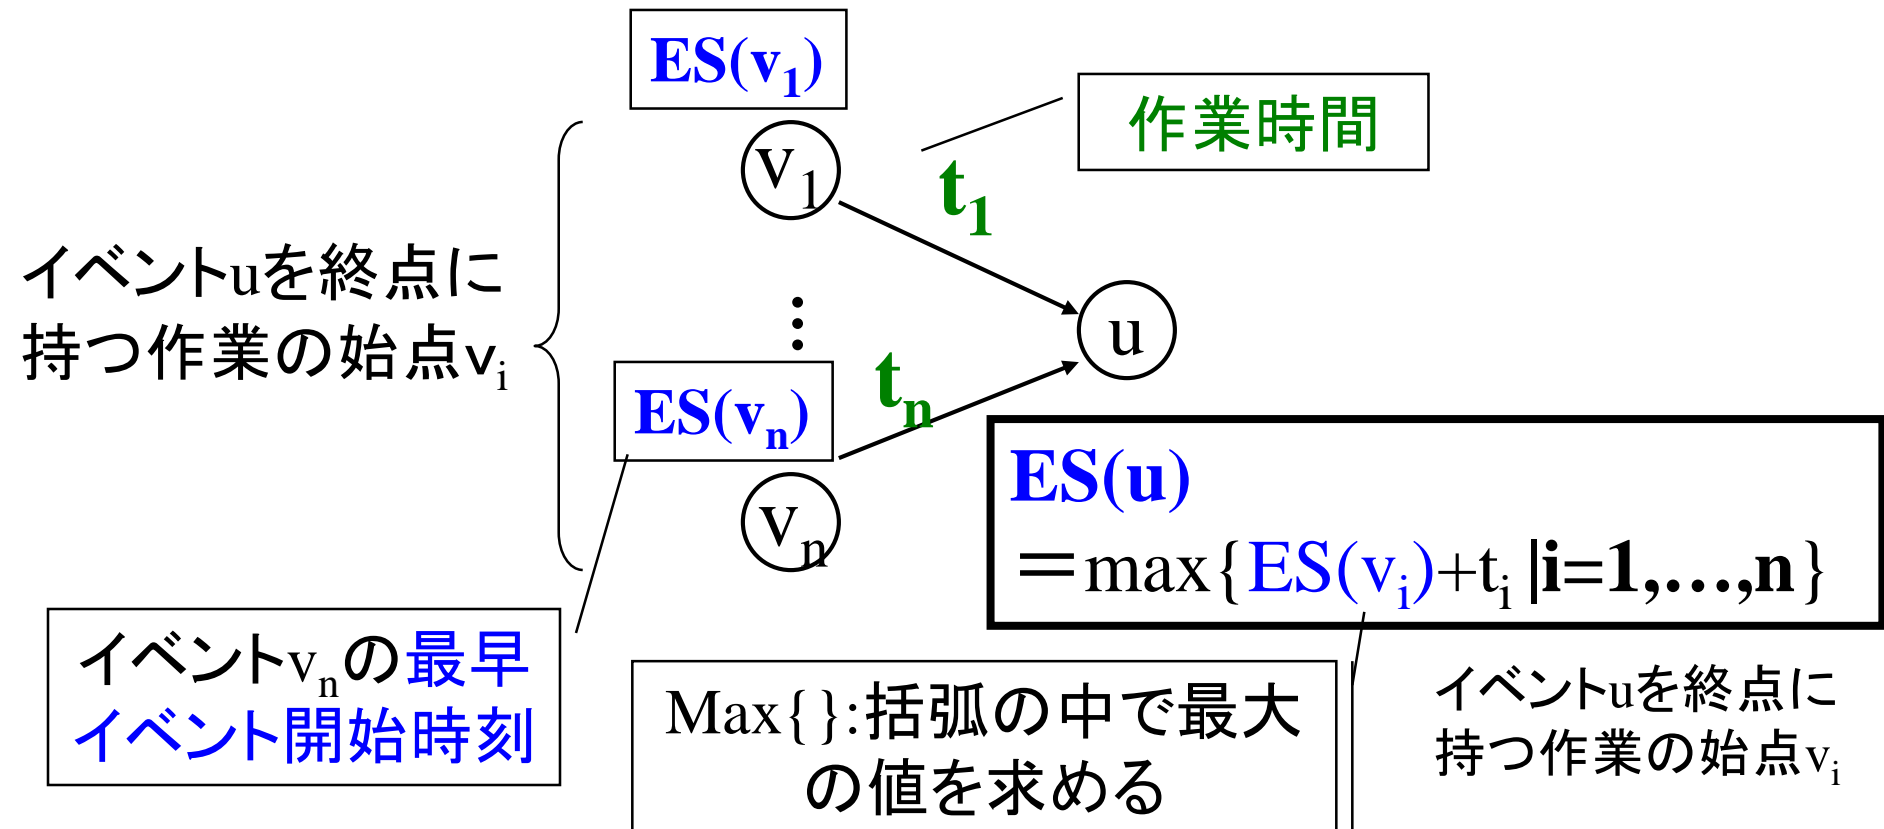 ES(v1)
作業時間
v1
t1
イベントuを終点に
持つ作業の始点vi
⋮
u
tn
ES(vn)
vn
ES(u)
=max{ES(vi)+ti |i=1,…,n}
イベントvnの最早
イベント開始時刻
Max{}:括弧の中で最大
の値を求める
イベントuを終点に
持つ作業の始点vi